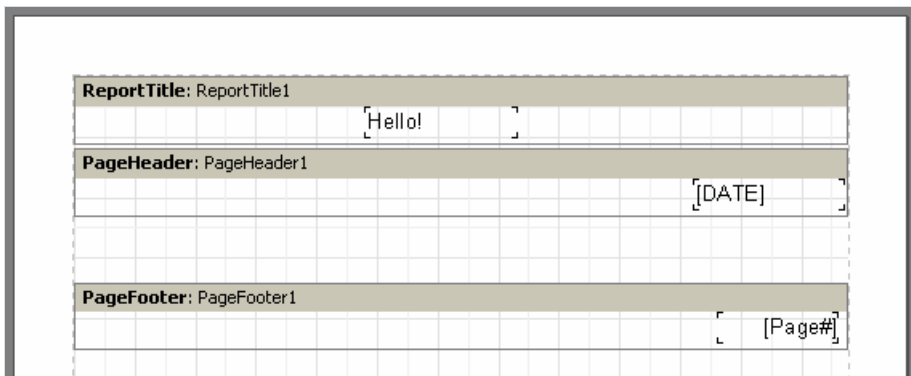 ReportTitle: ReportTitle1
Hello!
PageHeader: PageHeader1
[DATE]
PageFooter: PageFooter1
[Page#]